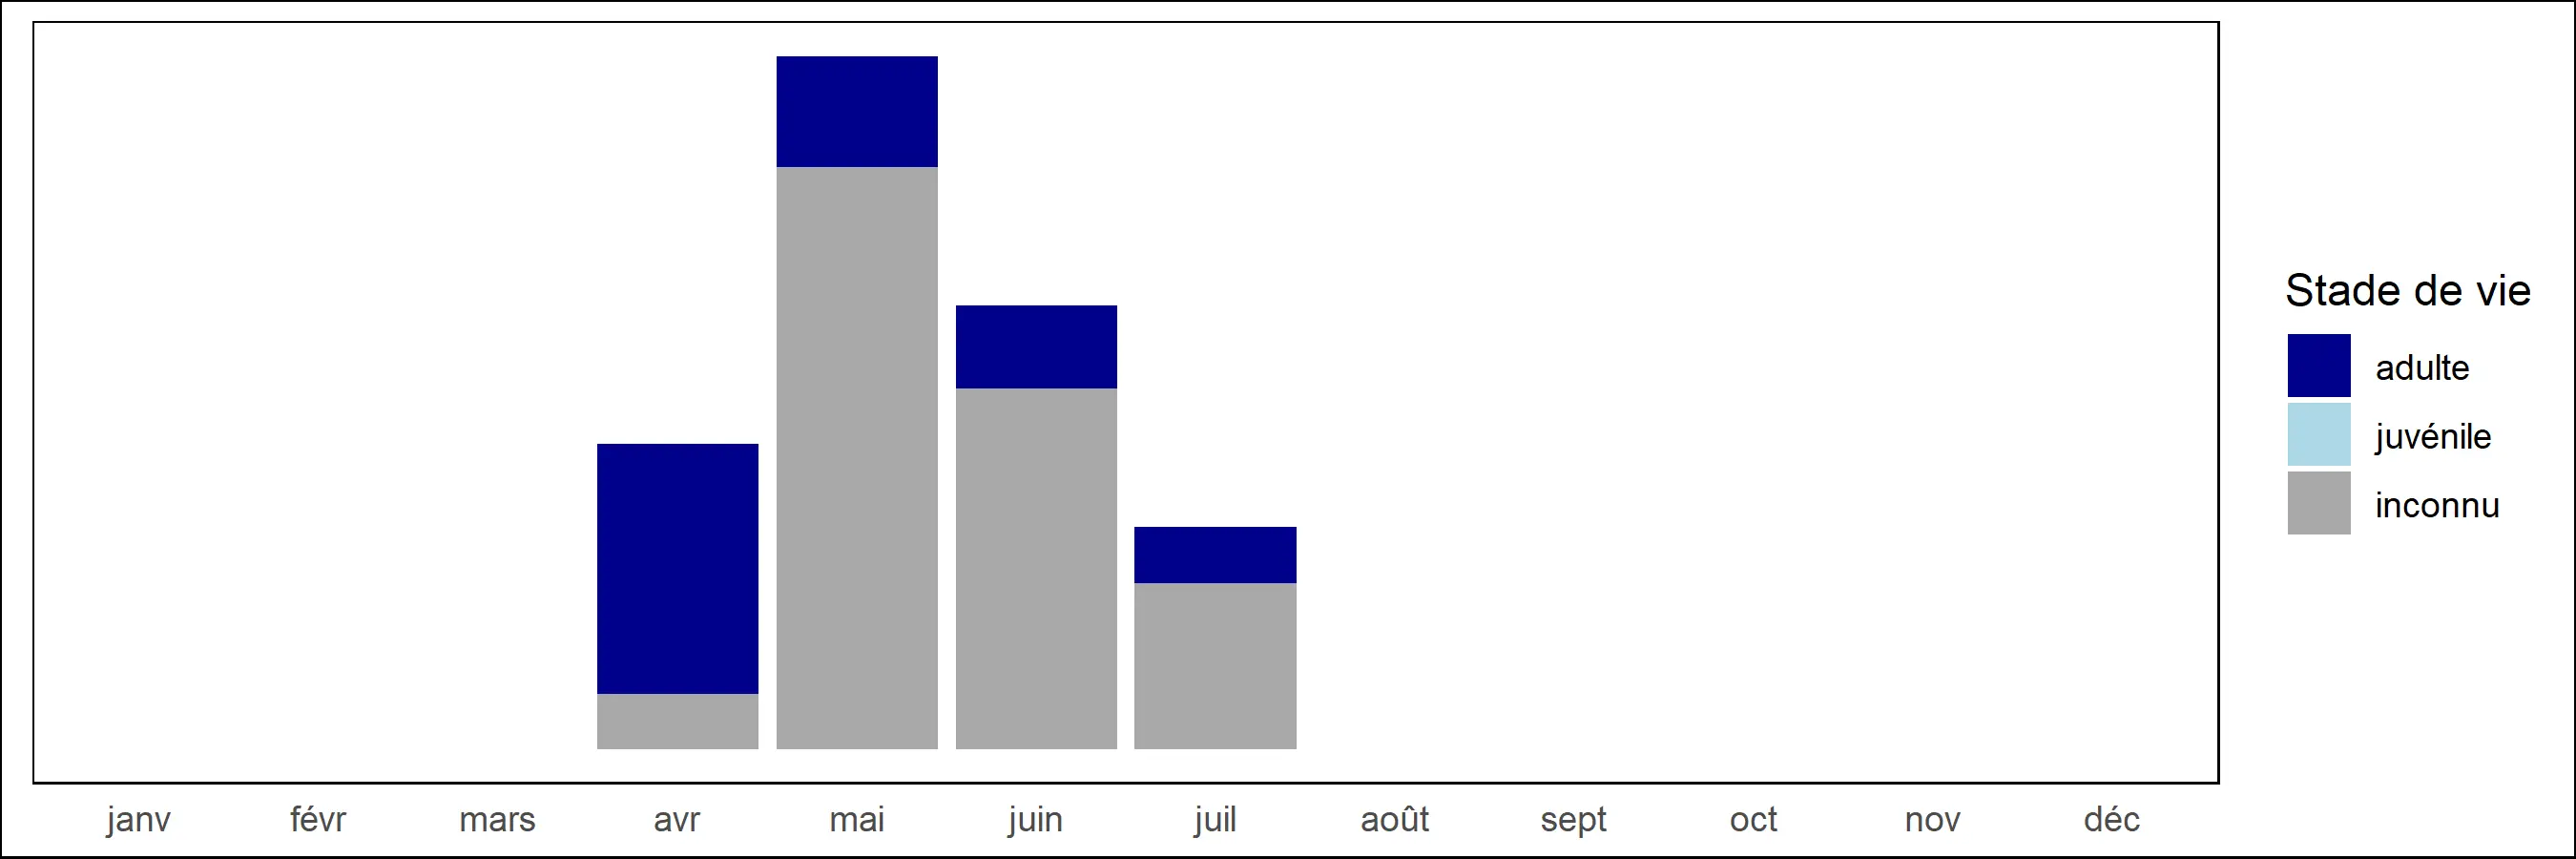 Stade de vie
adulte
juvénile
inconnu
janv févr mars avr mai juin juil août sept oct nov déc